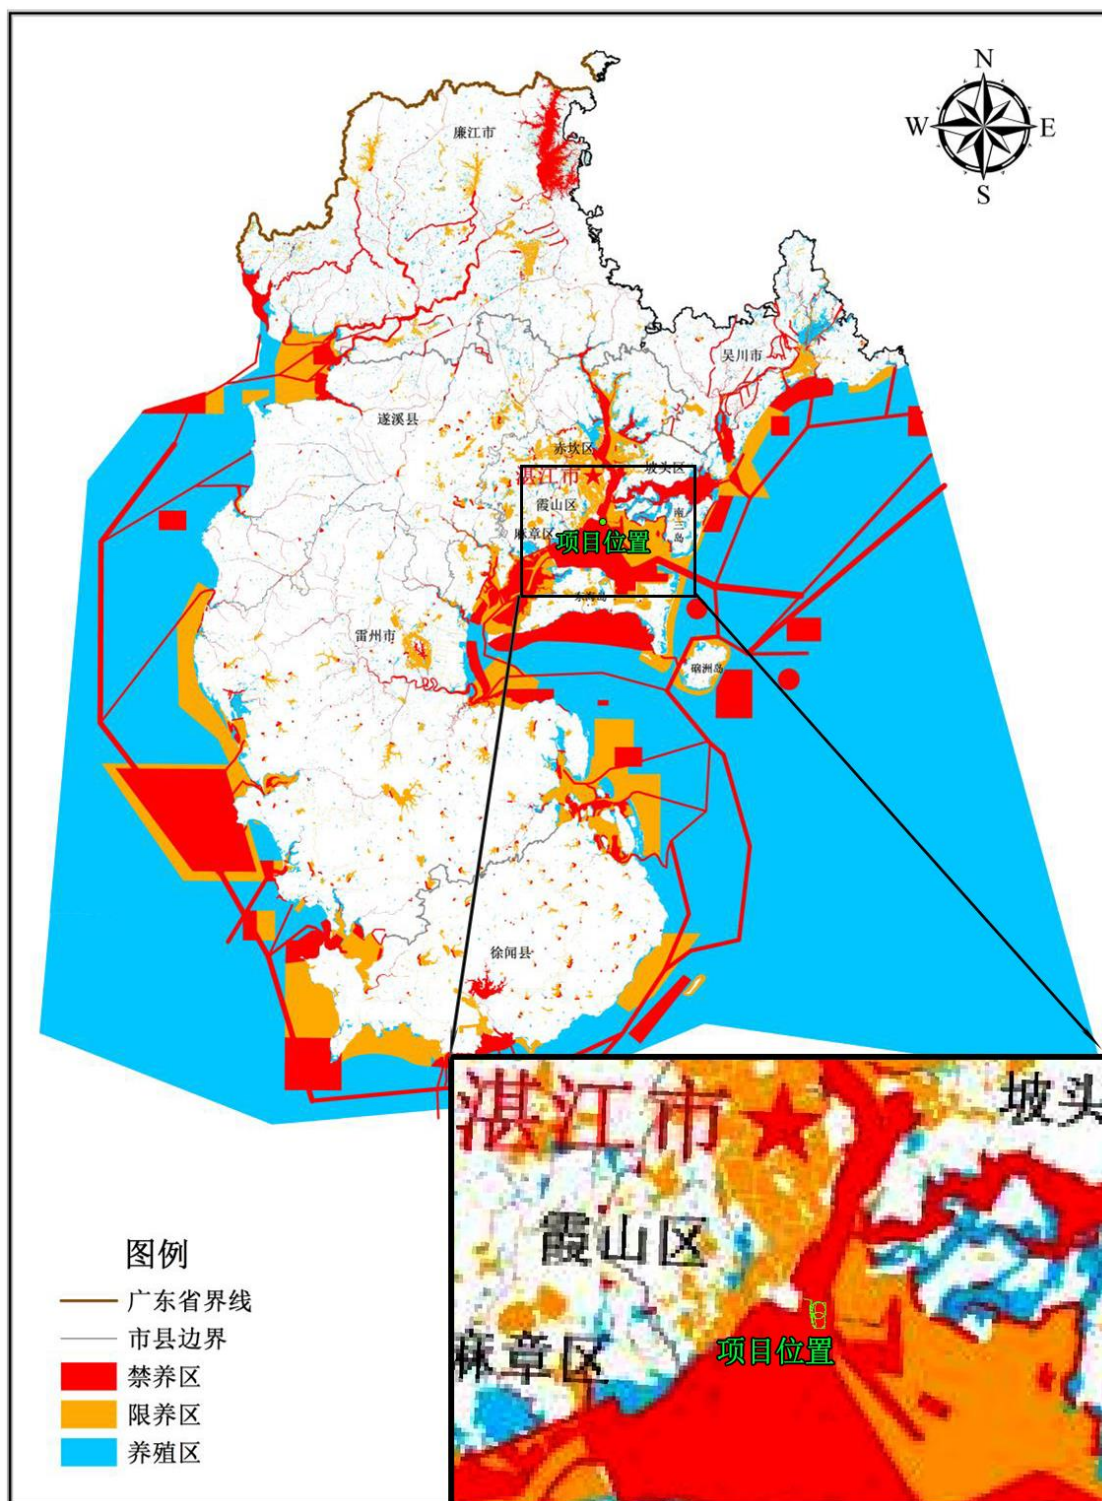 N
W E
S
廉江市
吴川市
遂溪县
赤坎区
坡头区
湛江市
霞山区
南三岛
麻章区
项目位置
东海岛
雷州市
硇洲岛
徐闻县
湛江市
坡头
霞山区
项目位置
麻章区
图例
广东省界线
市县边界
禁养区
限养区
养殖区